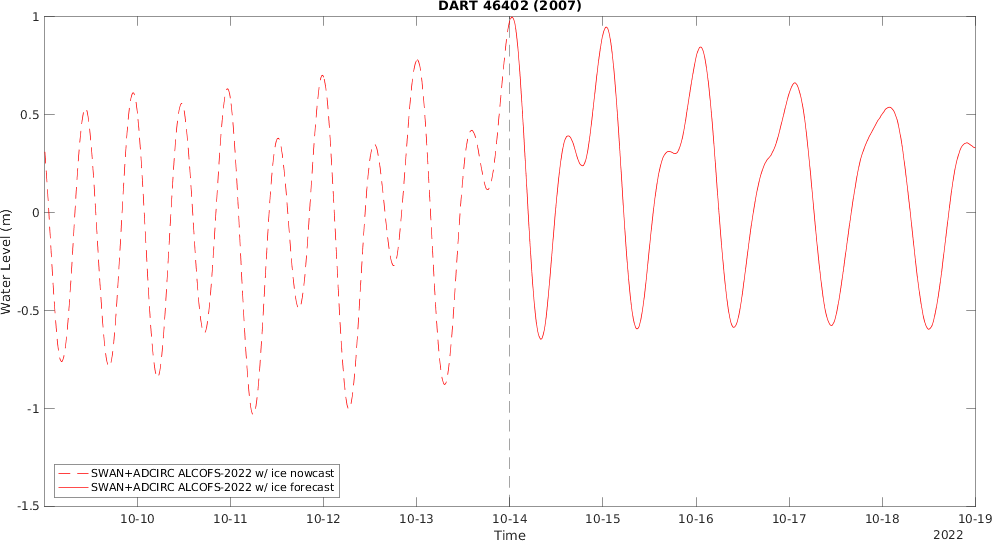 DART 46402 (2007)
1
0.5
0
-0.5
-1
-1.5
Water Level (m)
SWAN+ADCIRC ALCOFS-2022 w/ ice nowcast
SWAN+ADCIRC ALCOFS-2022 w/ ice forecast
10-10 10-11 10-12 10-13 10-14 10-15 10-16 10-17 10-18 10-19
Time
2022